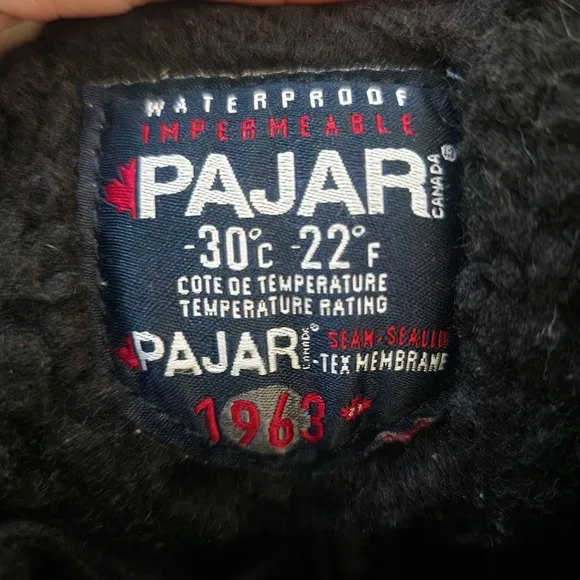 WATERPROOF
IMPERMEABLE
PAJAR CANADA
-30°C -22°F
COTE DE TEMPERATURE
TEMPERATURE RATING
PAJAR CANADA © SEAM-SEALED
-TEX MEMBRANE
1963